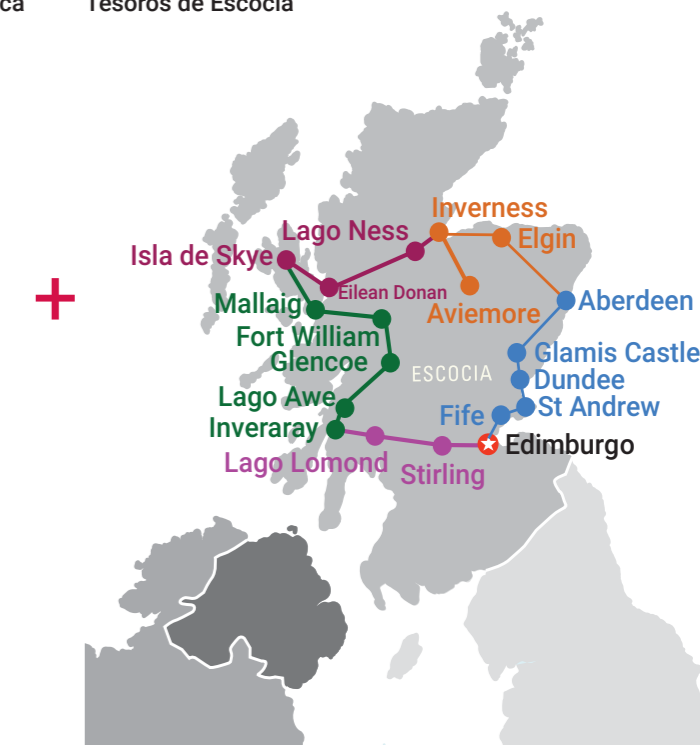 ca
Tesoros de Escocia
Inverness
Lago Ness
Elgin
Isla de Skye
Eilean Donan
Mallaig
Aviemore
Aberdeen
Fort William
Glencoe
ESCOCIA
Glamis Castle
Dundee
Lago Awe
St Andrew
Fife
Inveraray
Edimburgo
Lago Lomond
Stirling